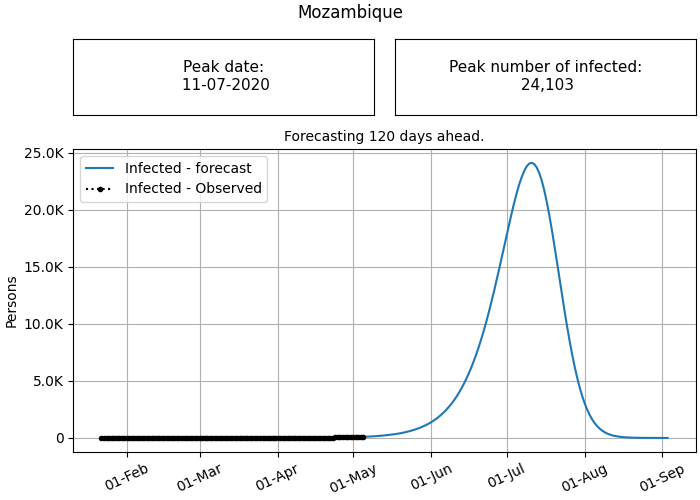 Mozambique
Peak date:
11-07-2020
Peak number of infected:
24,103
Forecasting 120 days ahead.
Infected - forecast
Infected - Observed
25.0K
20.0K
15.0K
10.0K
5.0K
0
Persons
01-Feb
01-Mar
01-Apr
01-May
01-Jun
01-Jul
01-Aug
01-Sep